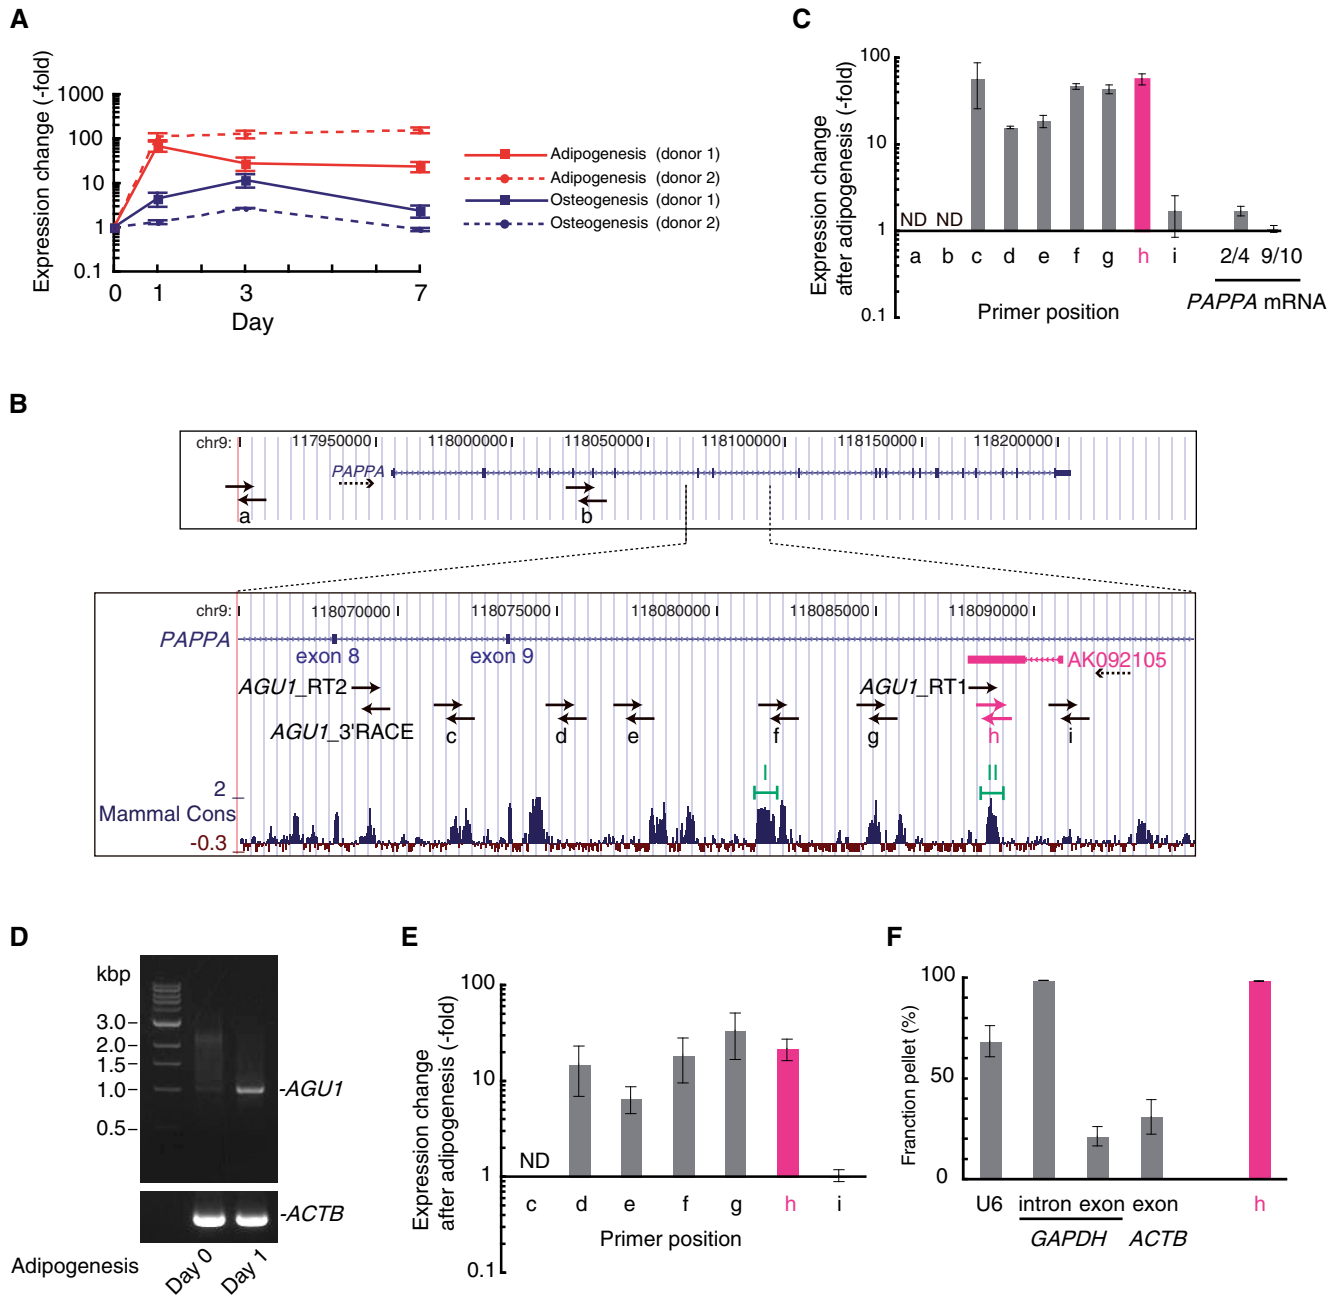 A
Expression change (-fold)
1000
100
10
1
0.1
0
1
3
7
Day
Adipogenesis (donor 1)
Adipogenesis (donor 2)
Osteogenesis (donor 1)
Osteogenesis (donor 2)
C
Expression change
after adipogenesis (-fold)
100
10
1
0.1
ND ND
a b c d e f g h i 2/4 9/10
Primer position
PAPPA mRNA
B
chr9: 117950000 118000000 118050000 118100000 118150000 118200000
PAPPA
a
b
chr9: 118070000 118075000 118080000 118085000 118090000
PAPPA
exon 8 exon 9
AK092105
AGU1_RT2
AGU1_RT1
AGU1_3'RACE
c d e f g h i
I
II
2
Mammal Cons
-0.3
D
kbp
3.0
2.0
1.5
1.0
0.5
-AGU1
-ACTB
Adipogenesis
Day 0
Day 1
E
Expression change
after adipogenesis (-fold)
100
10
1
0.1
ND
c d e f g h i
Primer position
F
Franction pellet (%)
100
50
0
U6 intron exon exon h
GAPDH ACTB